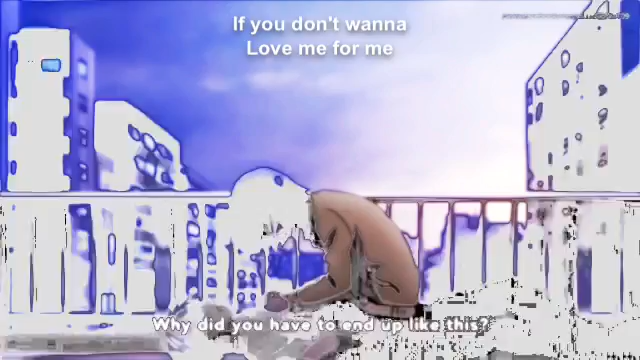 If you don't wanna
Love me for me
Why did you have to end up like this?